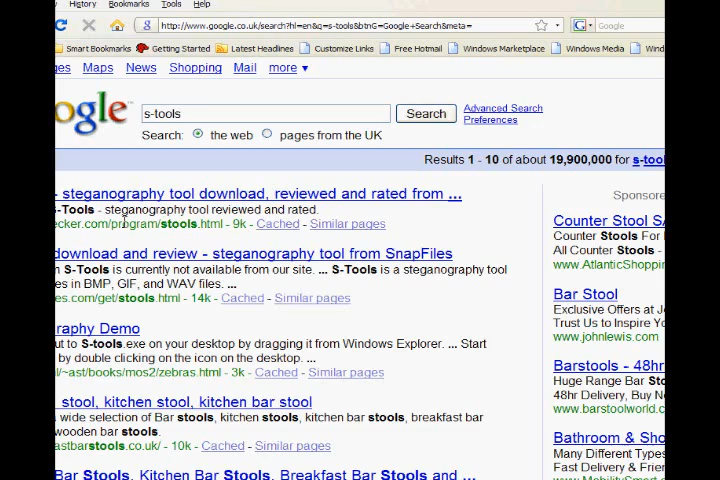 History Bookmarks Tools Help
http://www.google.co.uk/search?hl=en&q=s-tools&btnG=Google+Search&meta=
Google
Smart Bookmarks Getting Started Latest Headlines Customize Links Free Hotmail Windows Marketplace Windows Media Wind
ges Maps News Shopping Mail more ▼
ogle™
s-tools
Search
Advanced Search
Preferences
Search: the web pages from the UK
Results 1 - 10 of about 19,900,000 for s-tool
- steganography tool download, reviewed and rated from ...
S-Tools - steganography tool reviewed and rated.
ecker.com/program/stools.html - 9k - Cached - Similar pages
download and review - steganography tool from SnapFiles
n S-Tools is currently not available from our site. ... S-Tools is a steganography tool
es in BMP, GIF, and WAV files. ...
es.com/get/stools.html - 14k - Cached - Similar pages
graphy Demo
ut to S-tools.exe on your desktop by dragging it from Windows Explorer. ... Start
by double clicking on the icon on the desktop. ...
l/~ast/books/mos2/zebras.html - 3k - Cached - Similar pages
stool, kitchen stool, kitchen bar stool
wide selection of Bar stools, kitchen stools, kitchen bar stools, breakfast bar
wooden bar stools.
astbarstools.co.uk/ - 10k - Cached - Similar pages
Bar Stools, Kitchen Bar Stools, Breakfast Bar Stools and ...
Sponsore
Counter Stool SA
Counter Stools For
All Counter Stools -
www.AtlanticShoppin
Bar Stool
Exclusive Offers at Jo
Trust Us to Inspire Yo
www.johnlewis.com
Barstools - 48hr
Huge Range Bar Sto
48hr Delivery, Buy N
www.barstoolworld.c
Bathroom & Sho
Many Different Types
Fast Delivery & Frien
www.MobilitySmart.c